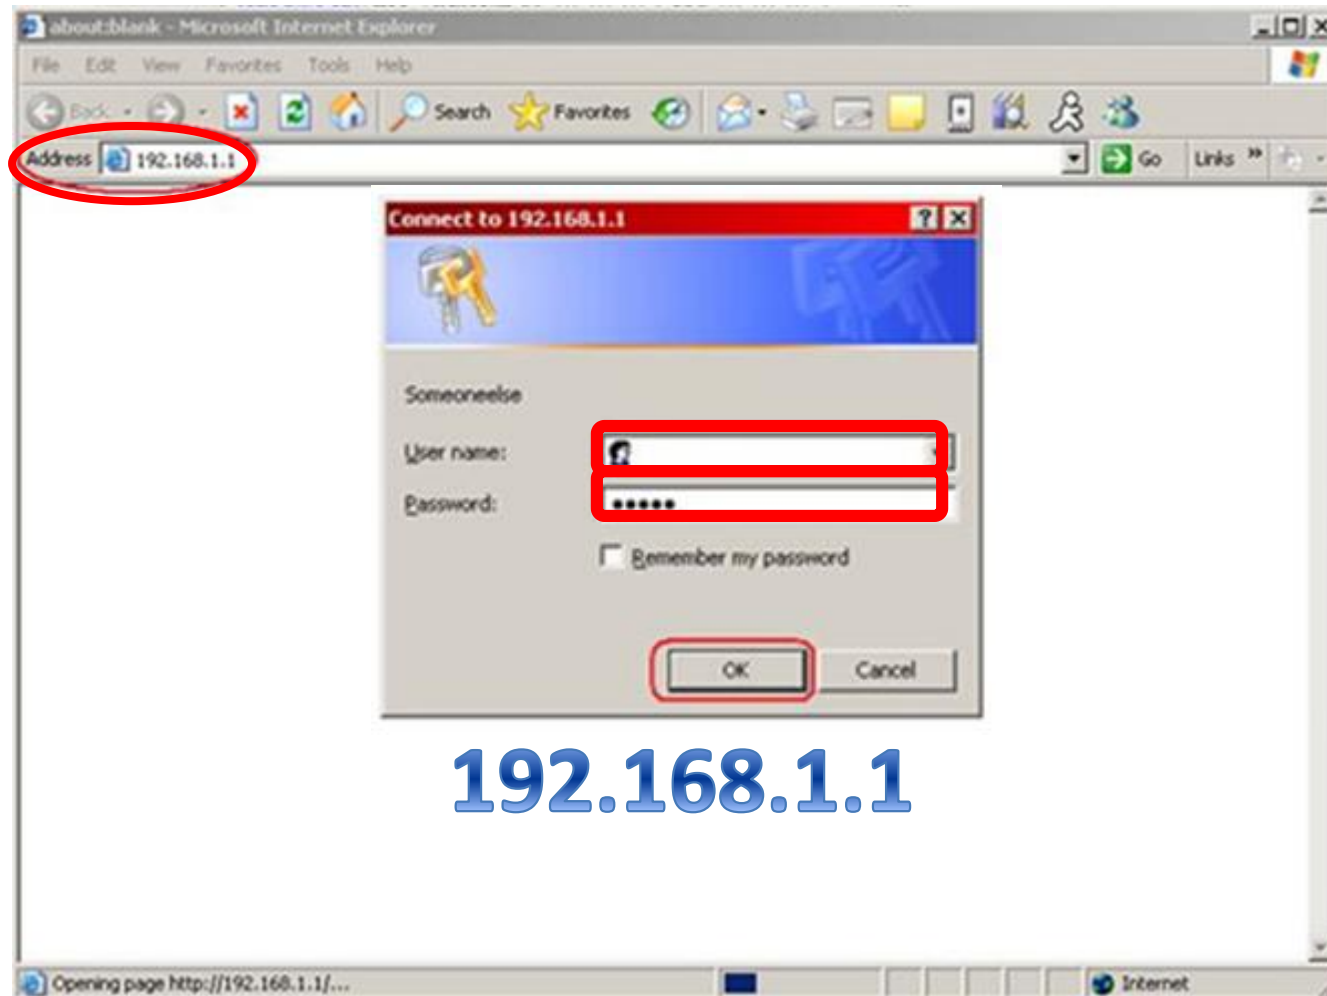 about:blank - Microsoft Internet Explorer
File Edit View Favorites Tools Help
Back Search Favorites
Address 192.168.1.1 Go Links »
Connect to 192.168.1.1
Someoneelse
User name:
Password: •••••
Remember my password
OK Cancel
192.168.1.1
Opening page http://192.168.1.1/... Internet